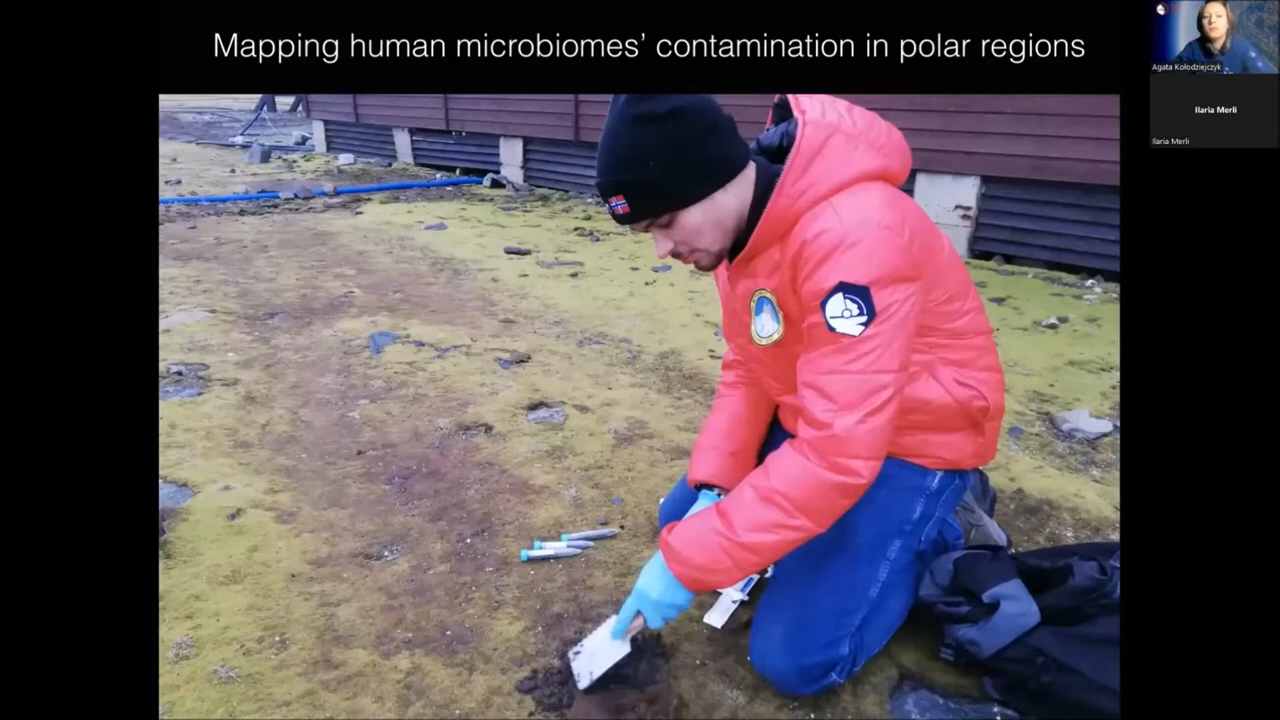 Mapping human microbiomes' contamination in polar regions
Agata Kołodziejczyk
Ilaria Merli
Ilaria Merli